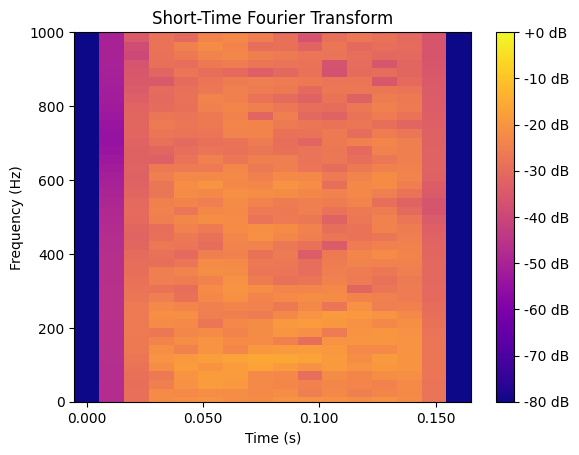 Short-Time Fourier Transform
1000
800
600
400
200
0
Frequency (Hz)
0.000
0.050
0.100
0.150
Time (s)
+0 dB
-10 dB
-20 dB
-30 dB
-40 dB
-50 dB
-60 dB
-70 dB
-80 dB